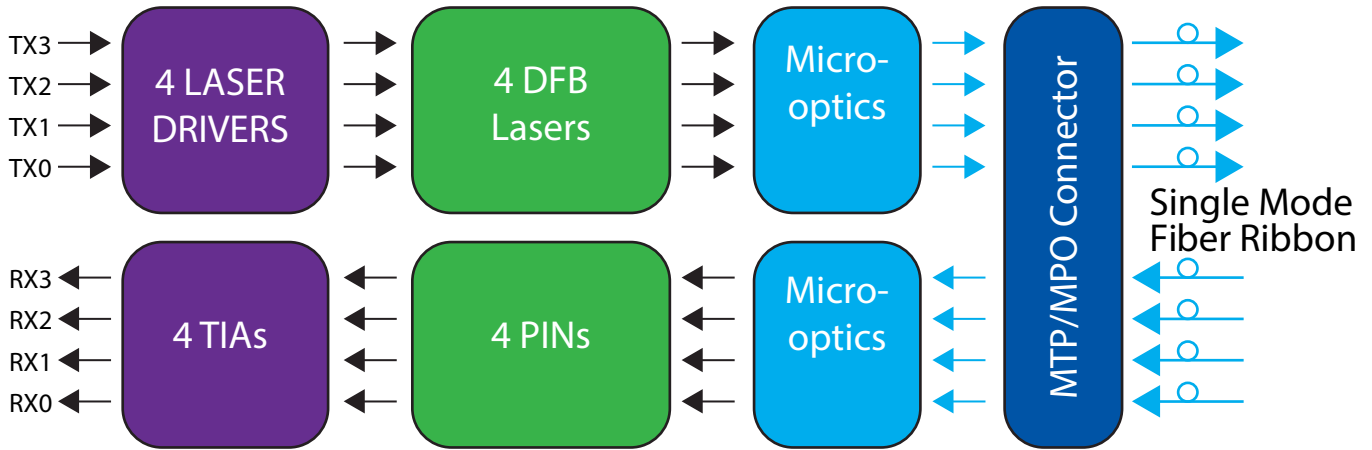 TX3
TX2
TX1
TX0
4 LASER
DRIVERS
4 DFB
Lasers
Micro-
optics
MTP/MPO Connector
Single Mode
Fiber Ribbon
RX3
RX2
RX1
RX0
4 TIAs
4 PINs
Micro-
optics